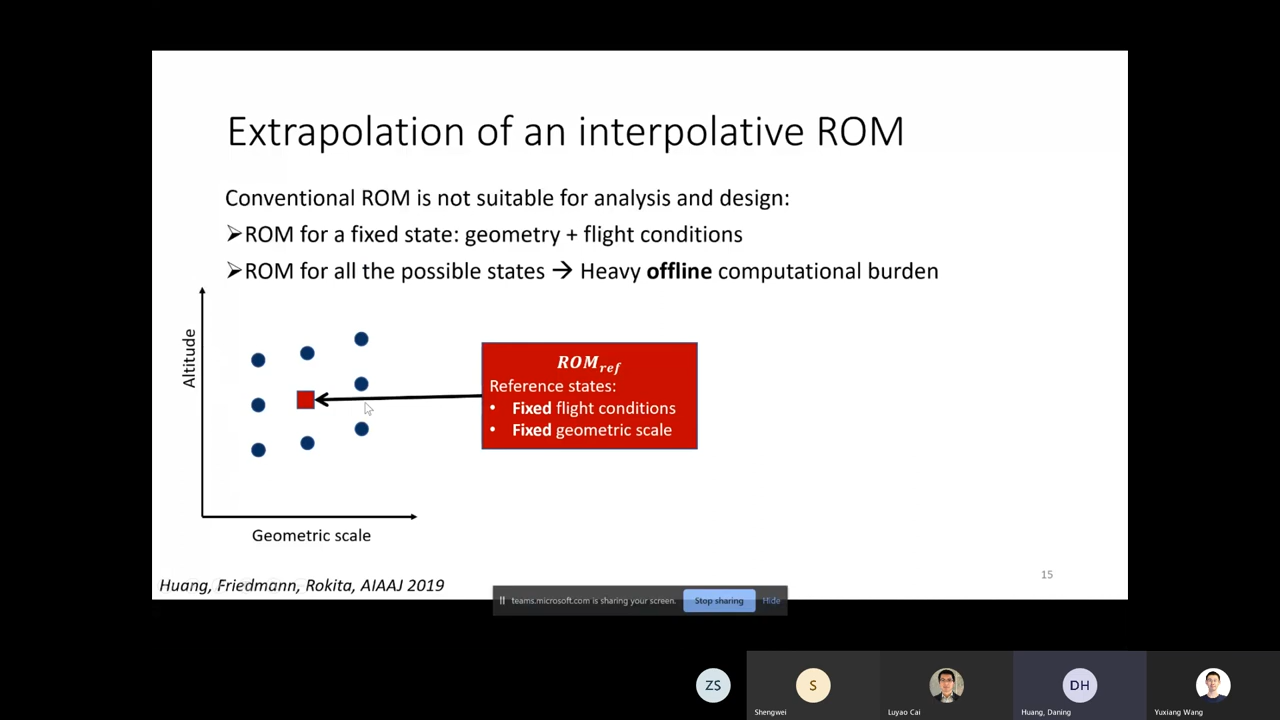 Extrapolation of an interpolative ROM
Conventional ROM is not suitable for analysis and design:
➢ROM for a fixed state: geometry + flight conditions
➢ROM for all the possible states → Heavy offline computational burden
Altitude
Geometric scale
ROM_ref
Reference states:
• Fixed flight conditions
• Fixed geometric scale
Huang, Friedmann, Rokita, AIAAJ 2019
15
teams.microsoft.com is sharing your screen.
Stop sharing
Hide
ZS
S
Shengwei
Luyao Cai
DH
Huang, Daning
Yuxiang Wang